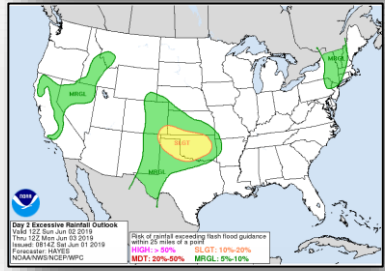 MRGL
MRGL
SLGT
MRGL
noaa
Day 2 Excessive Rainfall Outlook
Valid 12Z Sun Jun 02 2019
Thru 12Z Mon Jun 03 2019
Issued: 0814Z Sat Jun 01 2019
Forecaster: HAYES
NOAA/NWS/NCEP/WPC
Risk of rainfall exceeding flash flood guidance
within 25 miles of a point
HIGH: > 50% SLGT: 10%-20%
MDT: 20%-50% MRGL: 5%-10%